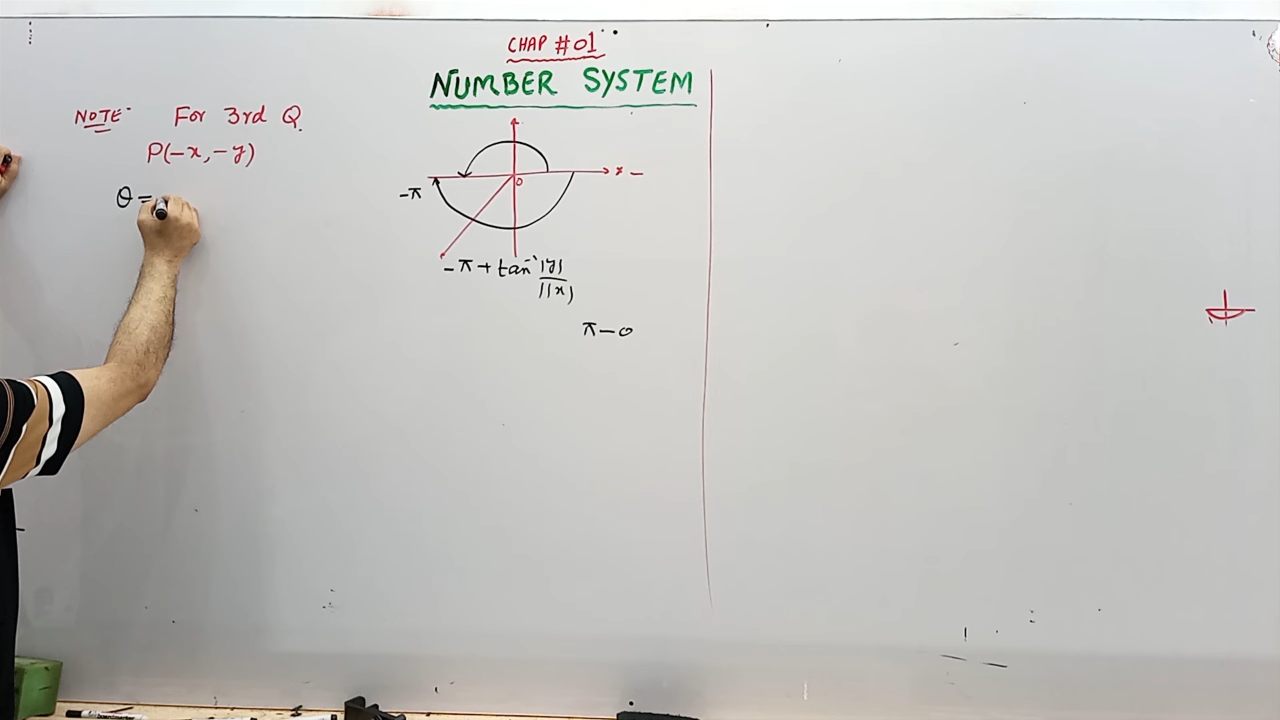 CHAP #01
NUMBER SYSTEM
NOTE: For 3rd Q.
P(-x, -y)
θ =
x -
o
-π
-π + tan⁻¹ |y|
|(x)
π - o